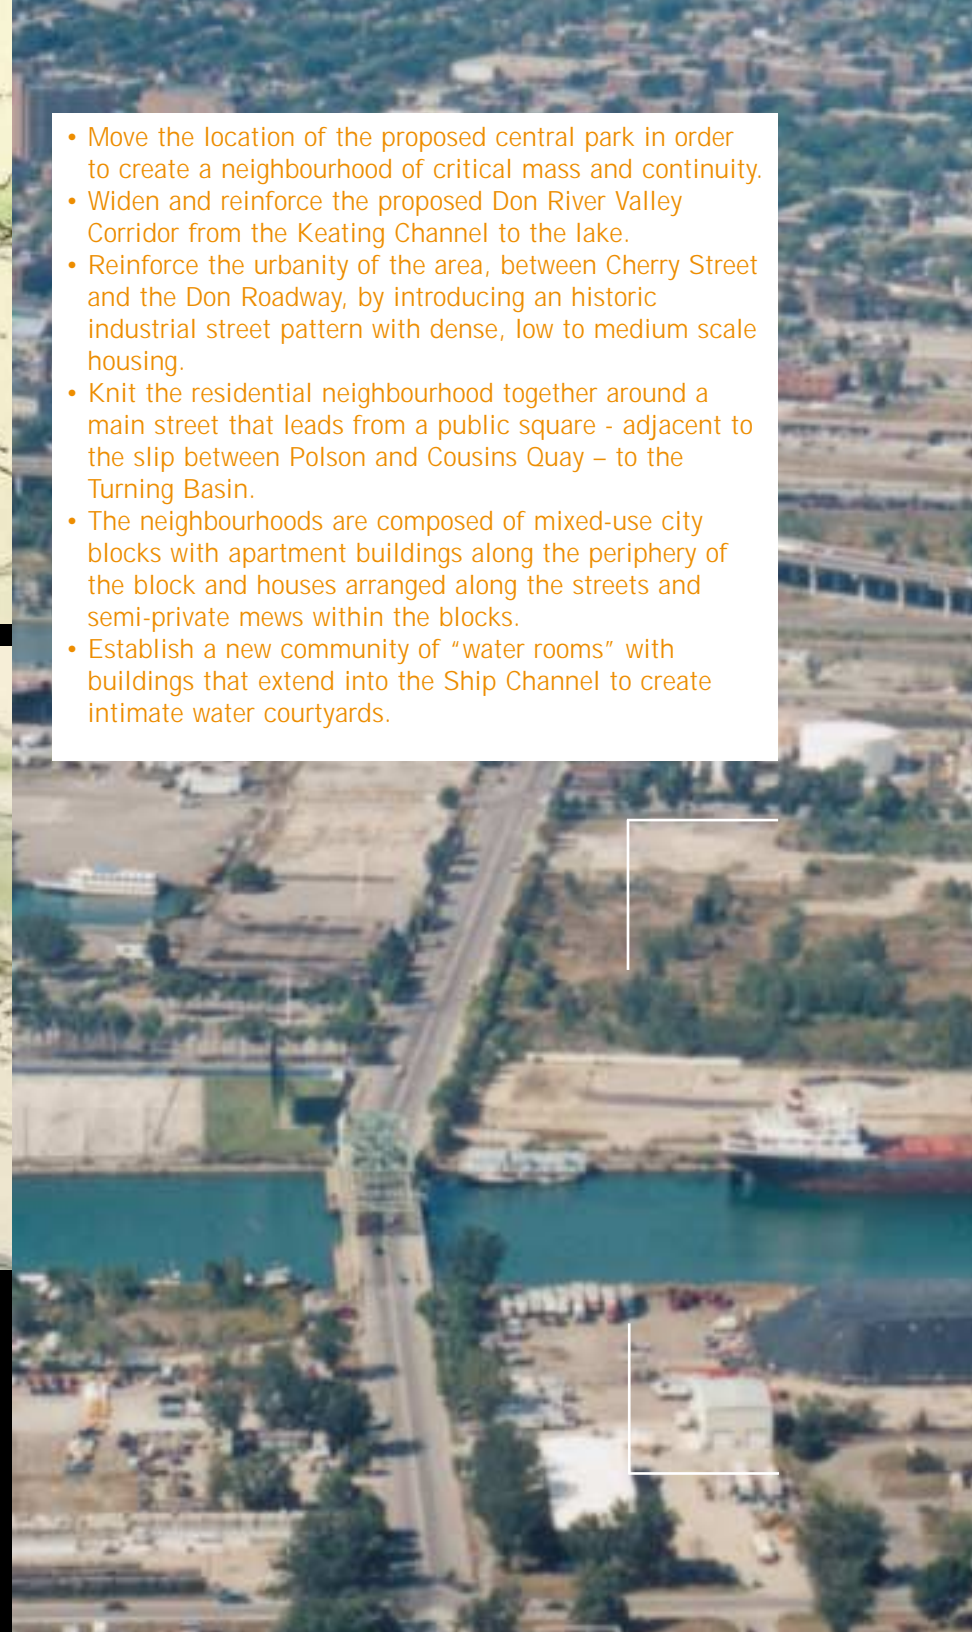 • Move the location of the proposed central park in order
to create a neighbourhood of critical mass and continuity.
• Widen and reinforce the proposed Don River Valley
Corridor from the Keating Channel to the lake.
• Reinforce the urbanity of the area, between Cherry Street
and the Don Roadway, by introducing an historic
industrial street pattern with dense, low to medium scale
housing.
• Knit the residential neighbourhood together around a
main street that leads from a public square - adjacent to
the slip between Polson and Cousins Quay – to the
Turning Basin.
• The neighbourhoods are composed of mixed-use city
blocks with apartment buildings along the periphery of
the block and houses arranged along the streets and
semi-private mews within the blocks.
• Establish a new community of “water rooms” with
buildings that extend into the Ship Channel to create
intimate water courtyards.